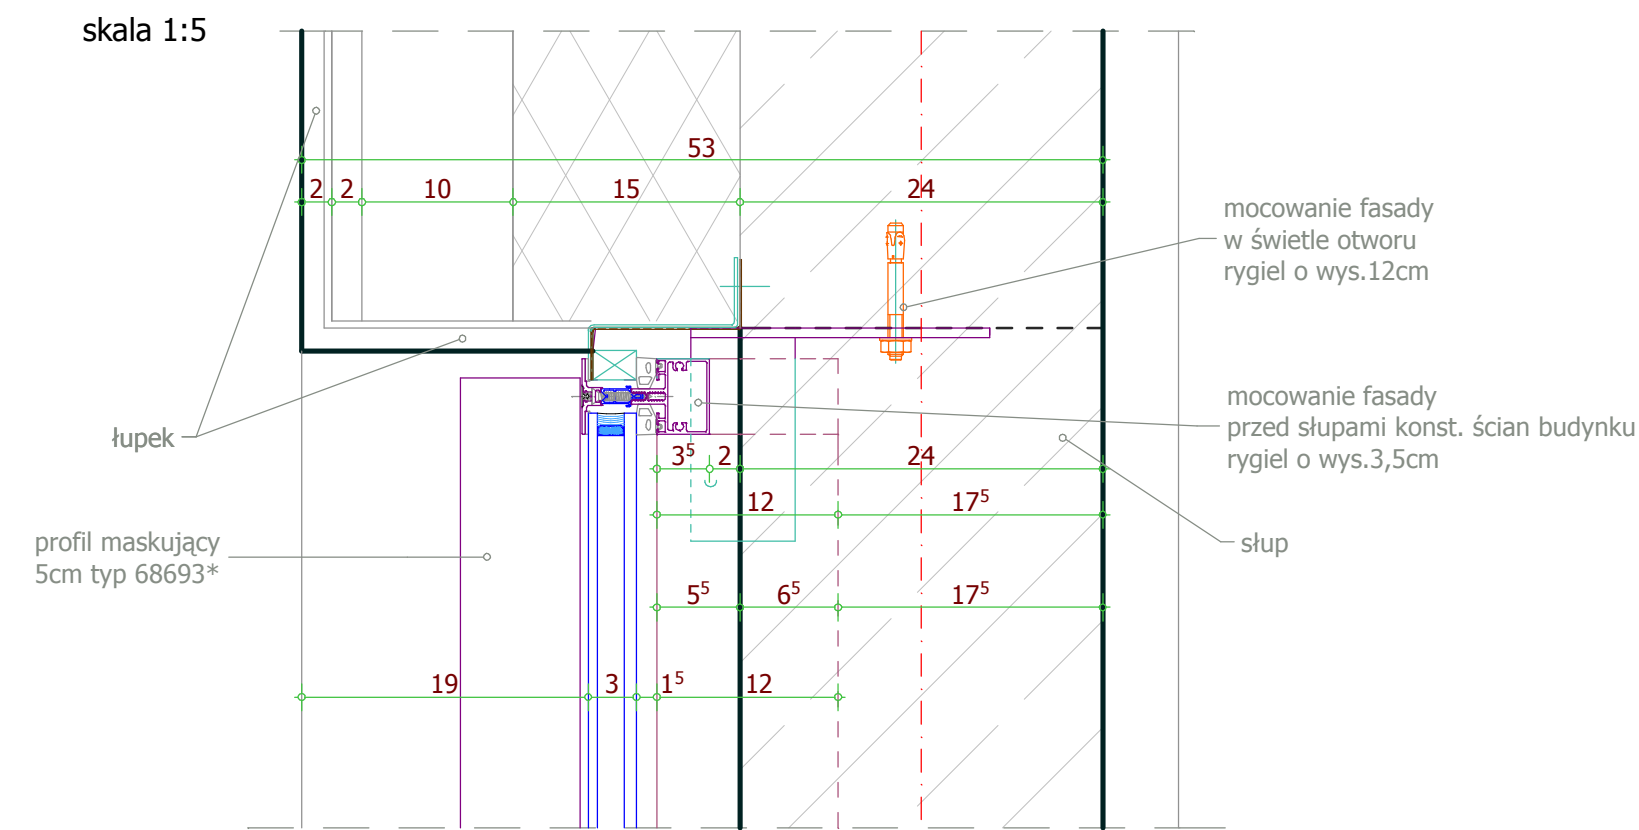 skala 1:5
53
2 2 10 15 24
mocowanie fasady
w świetle otworu
rygiel o wys.12cm
mocowanie fasady
przed słupami konst. ścian budynku
rygiel o wys.3,5cm
łupek
3⁵ 2 24
12 17⁵
słup
profil maskujący
5cm typ 68693*
5⁵ 6⁵ 17⁵
19 3 1⁵ 12